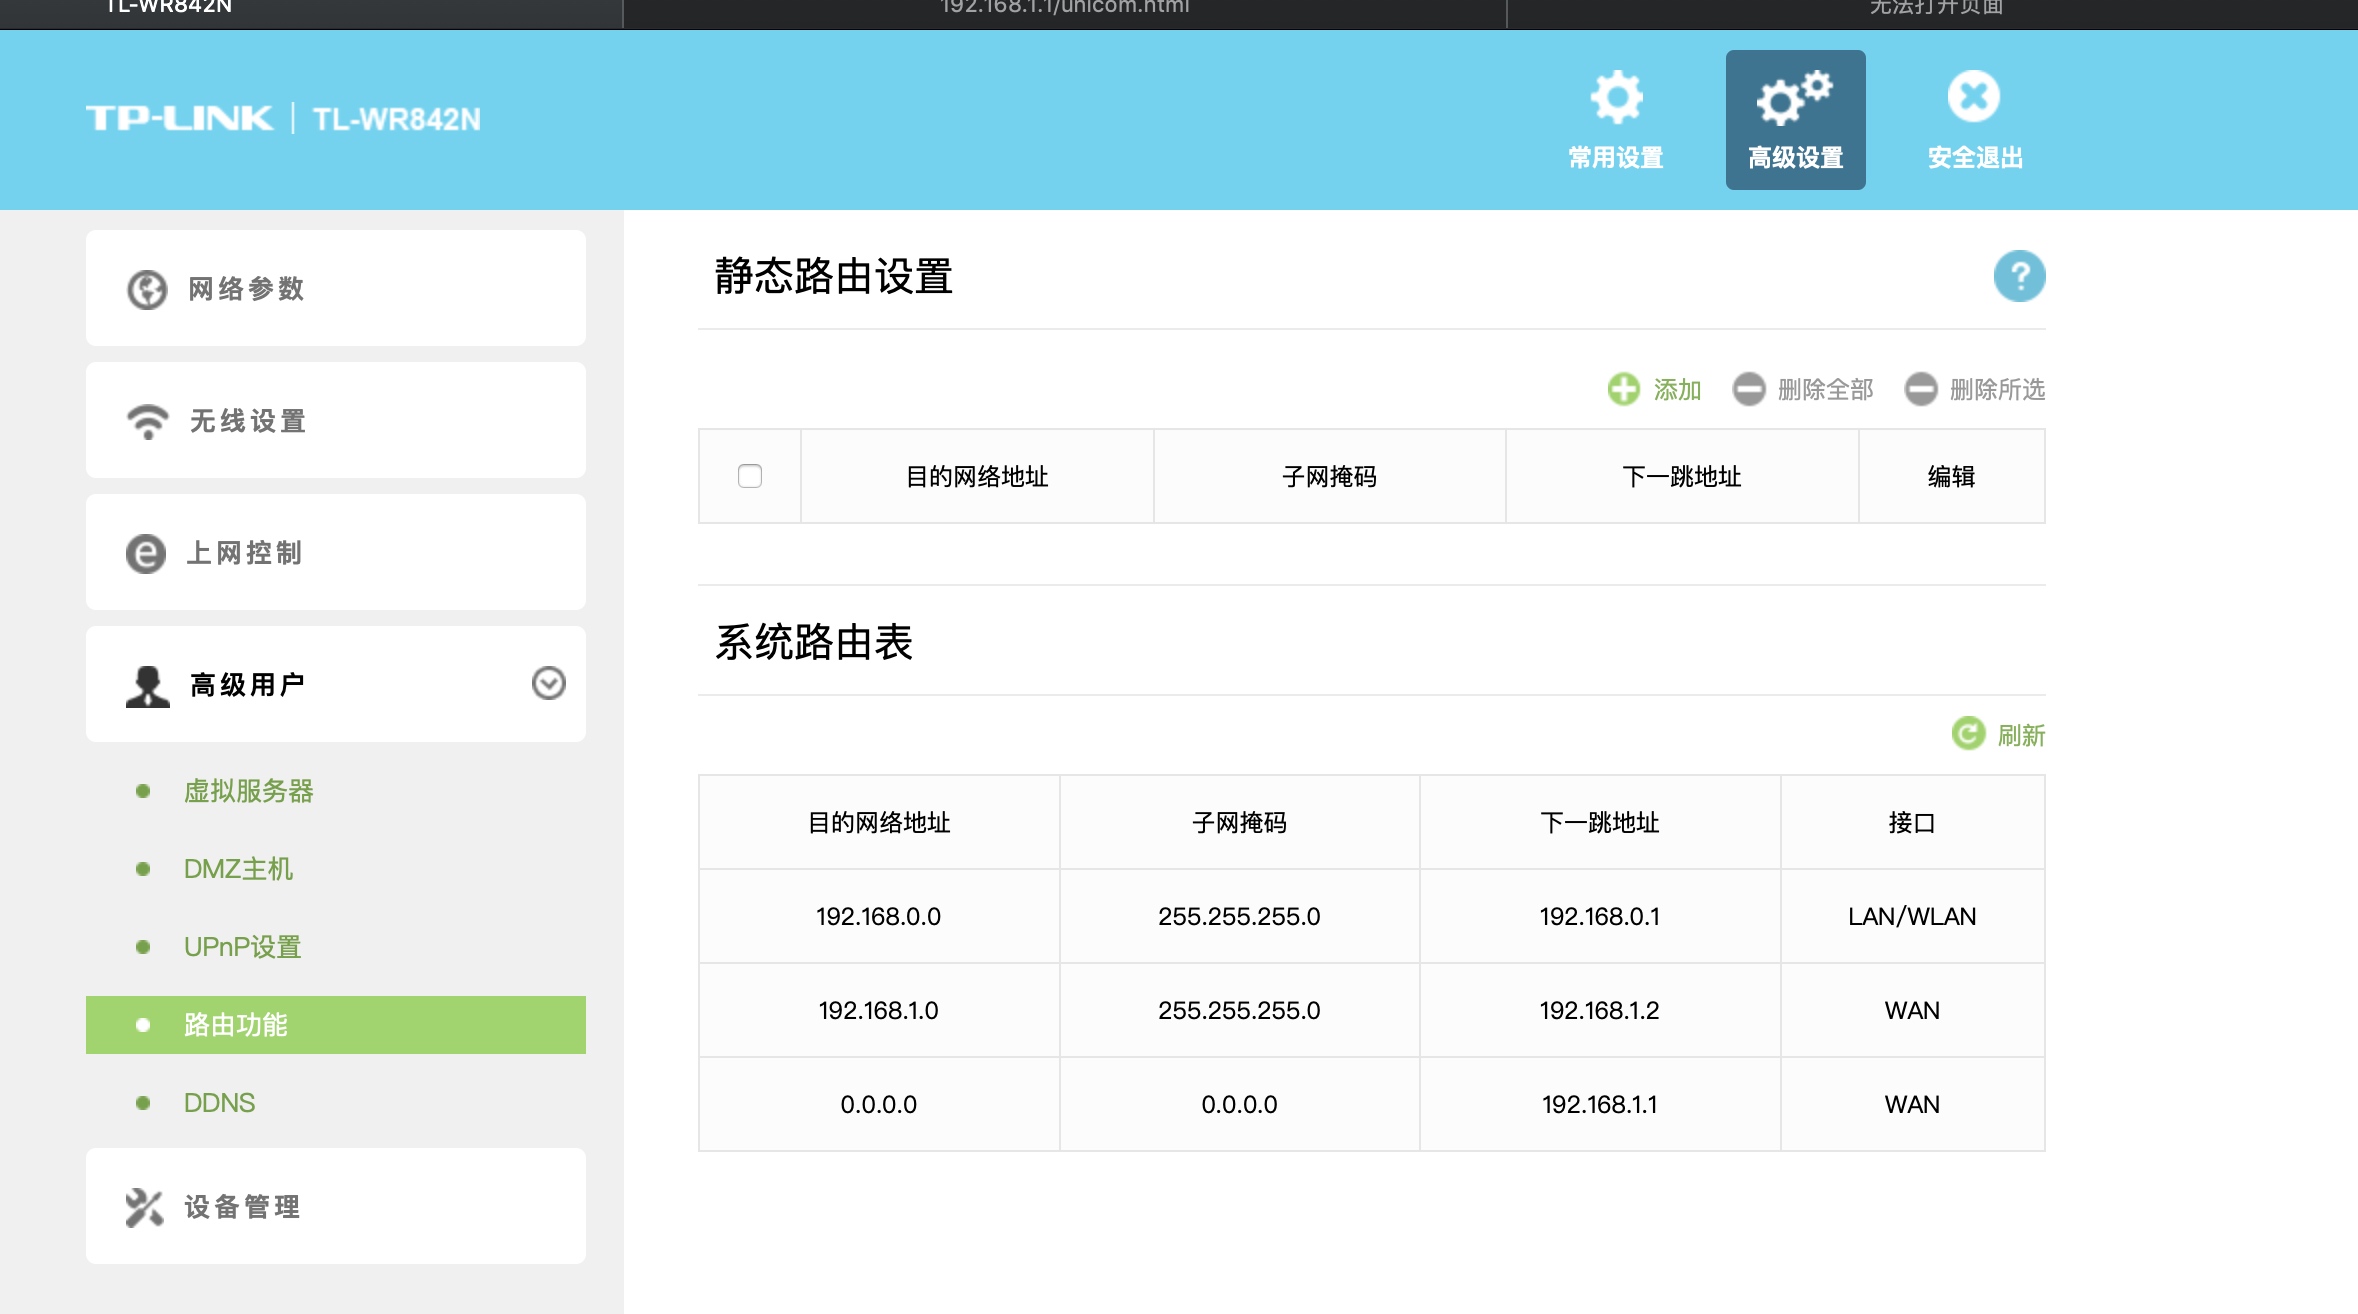 TL-WR842N
192.168.1.1/unicom.html
无法打开页面
TP-LINK | TL-WR842N
常用设置
高级设置
安全退出
网络参数
无线设置
上网控制
高级用户
虚拟服务器
DMZ主机
UPnP设置
路由功能
DDNS
设备管理
静态路由设置
?
添加 删除全部 删除所选
目的网络地址 子网掩码 下一跳地址 编辑
系统路由表
刷新
目的网络地址 子网掩码 下一跳地址 接口
192.168.0.0 255.255.255.0 192.168.0.1 LAN/WLAN
192.168.1.0 255.255.255.0 192.168.1.2 WAN
0.0.0.0 0.0.0.0 192.168.1.1 WAN